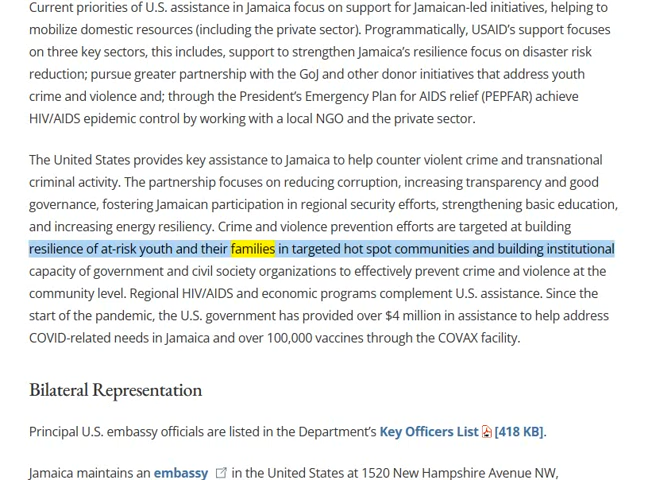 Current priorities of U.S. assistance in Jamaica focus on support for Jamaican-led initiatives, helping to
mobilize domestic resources (including the private sector). Programmatically, USAID's support focuses
on three key sectors, this includes, support to strengthen Jamaica's resilience focus on disaster risk
reduction; pursue greater partnership with the GoJ and other donor initiatives that address youth
crime and violence and; through the President's Emergency Plan for AIDS relief (PEPFAR) achieve
HIV/AIDS epidemic control by working with a local NGO and the private sector.
The United States provides key assistance to Jamaica to help counter violent crime and transnational
criminal activity. The partnership focuses on reducing corruption, increasing transparency and good
governance, fostering Jamaican participation in regional security efforts, strengthening basic education,
and increasing energy resiliency. Crime and violence prevention efforts are targeted at building
resilience of at-risk youth and their families in targeted hot spot communities and building institutional
capacity of government and civil society organizations to effectively prevent crime and violence at the
community level. Regional HIV/AIDS and economic programs complement U.S. assistance. Since the
start of the pandemic, the U.S. government has provided over $4 million in assistance to help address
COVID-related needs in Jamaica and over 100,000 vaccines through the COVAX facility.
Bilateral Representation
Principal U.S. embassy officials are listed in the Department's Key Officers List [418 KB].
Jamaica maintains an embassy in the United States at 1520 New Hampshire Avenue NW,